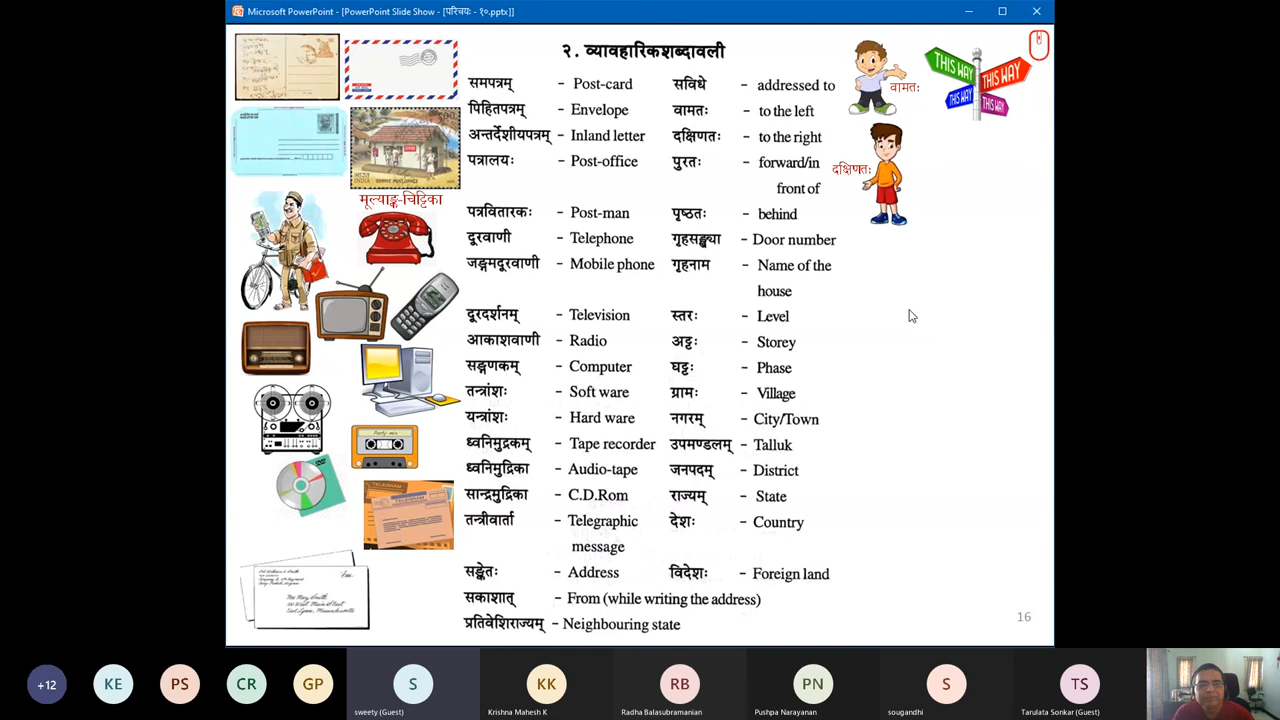 Microsoft PowerPoint - [PowerPoint Slide Show - [परिचयः - १०.pptx]]
२. व्यावहारिकशब्दावली
समपत्रम् - Post-card सविधे - addressed to
पिहितपत्रम् - Envelope वामतः - to the left
अन्तर्देशीयपत्रम् - Inland letter दक्षिणतः - to the right
पत्रालयः - Post-office पुरतः - forward/in
front of
पत्रवितारकः - Post-man पृष्ठतः - behind
दूरवाणी - Telephone गृहसङ्ख्या - Door number
जङ्गमदूरवाणी - Mobile phone गृहनाम - Name of the
house
दूरदर्शनम् - Television स्तरः - Level
आकाशवाणी - Radio अट्टः - Storey
सङ्गणकम् - Computer घट्टः - Phase
तन्त्रांशः - Soft ware ग्रामः - Village
यन्त्रांशः - Hard ware नगरम् - City/Town
ध्वनिमुद्रकम् - Tape recorder उपमण्डलम् - Talluk
ध्वनिमुद्रिका - Audio-tape जनपदम् - District
सान्द्रमुद्रिका - C.D.Rom राज्यम् - State
तन्त्रीवार्ता - Telegraphic देशः - Country
message
सङ्केतः - Address विदेशः - Foreign land
सकाशात् - From (while writing the address)
प्रतिवेशिराज्यम् - Neighbouring state
मूल्याङ्क-चिट्टिका
वामतः
दक्षिणतः
THIS WAY
THIS WAY
THIS WAY
THIS WAY
भारत
INDIA
TELEGRAM
DVD
16
+12 KE PS CR GP S KK RB PN S TS
sweety (Guest) Krishna Mahesh K Radha Balasubramanian Pushpa Narayanan sougandhi Tarulata Sonkar (Guest)